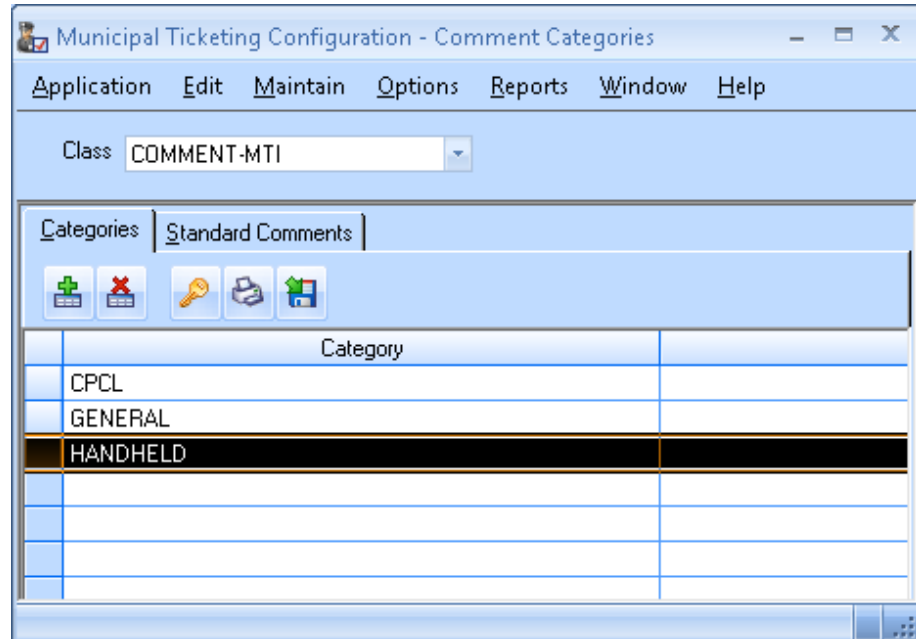 Municipal Ticketing Configuration - Comment Categories
Application Edit Maintain Options Reports Window Help
Class COMMENT-MTI
Categories Standard Comments
Category
CPCL
GENERAL
HANDHELD